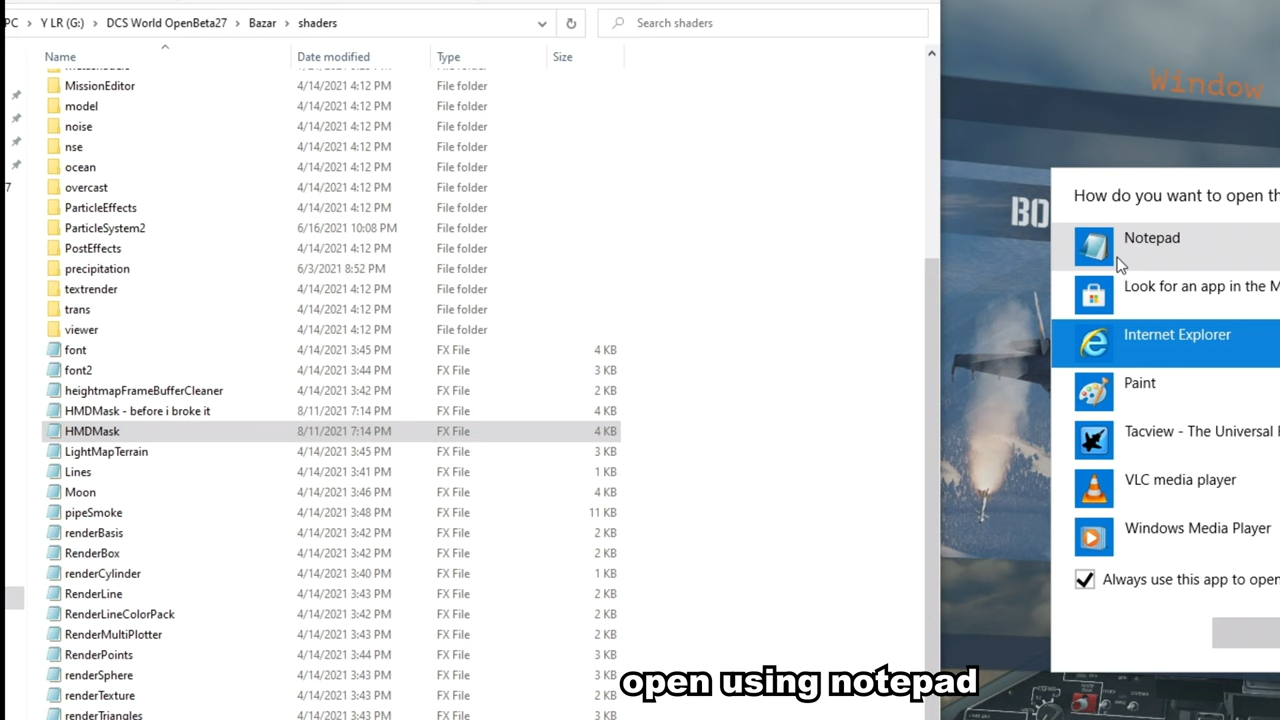 PC > Y LR (G:) > DCS World OpenBeta27 > Bazar > shaders
Search shaders
Name Date modified Type Size
MissionEditor 4/14/2021 4:12 PM File folder
model 4/14/2021 4:12 PM File folder
noise 4/14/2021 4:12 PM File folder
nse 4/14/2021 4:12 PM File folder
ocean 4/14/2021 4:12 PM File folder
overcast 4/14/2021 4:12 PM File folder
ParticleEffects 4/14/2021 4:12 PM File folder
ParticleSystem2 6/16/2021 10:08 PM File folder
PostEffects 4/14/2021 4:12 PM File folder
precipitation 6/3/2021 8:52 PM File folder
textrender 4/14/2021 4:12 PM File folder
trans 4/14/2021 4:12 PM File folder
viewer 4/14/2021 4:12 PM File folder
font 4/14/2021 3:45 PM FX File 4 KB
font2 4/14/2021 3:44 PM FX File 3 KB
heightmapFrameBufferCleaner 4/14/2021 3:42 PM FX File 2 KB
HMDMask - before i broke it 8/11/2021 7:14 PM FX File 4 KB
HMDMask 8/11/2021 7:14 PM FX File 4 KB
LightMapTerrain 4/14/2021 3:45 PM FX File 3 KB
Lines 4/14/2021 3:41 PM FX File 1 KB
Moon 4/14/2021 3:46 PM FX File 4 KB
pipeSmoke 4/14/2021 3:48 PM FX File 11 KB
renderBasis 4/14/2021 3:42 PM FX File 2 KB
RenderBox 4/14/2021 3:42 PM FX File 2 KB
renderCylinder 4/14/2021 3:40 PM FX File 1 KB
RenderLine 4/14/2021 3:43 PM FX File 2 KB
RenderLineColorPack 4/14/2021 3:42 PM FX File 2 KB
RenderMultiPlotter 4/14/2021 3:43 PM FX File 2 KB
RenderPoints 4/14/2021 3:44 PM FX File 3 KB
renderSphere 4/14/2021 3:43 PM FX File 3 KB
renderTexture 4/14/2021 3:43 PM FX File 2 KB
renderTriangles 4/14/2021 3:43 PM FX File 3 KB
7
Window
BO
How do you want to open th
Notepad
Look for an app in the M
Internet Explorer
Paint
Tacview - The Universal F
VLC media player
Windows Media Player
Always use this app to open
open using notepad